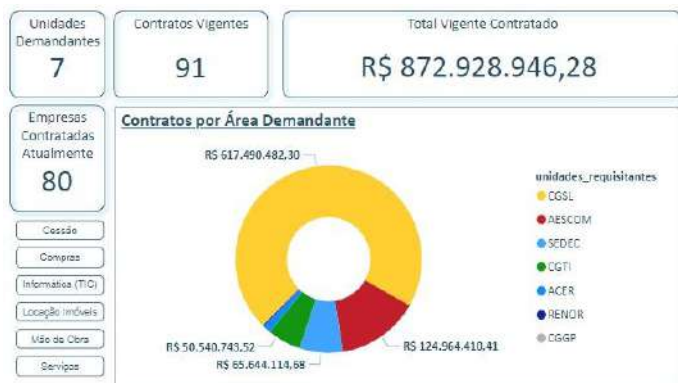 Unidades
Demandantes
7
Contratos Vigentes
91
Total Vigente Contratado
R$ 872.928.946,28
Empresas
Contratadas
Atualmente
80
Cessão
Compras
Informática (TIC)
Locação Imóveis
Mão de Obra
Serviços
Contratos por Área Demandante
R$ 617.490.482,30
R$ 50.540.743,52
R$ 65.644.114,68
R$ 124.964.410,41
unidades_requisitantes
CGSL
AESCOM
SEDEC
CGTI
ACER
RENOR
CGGP